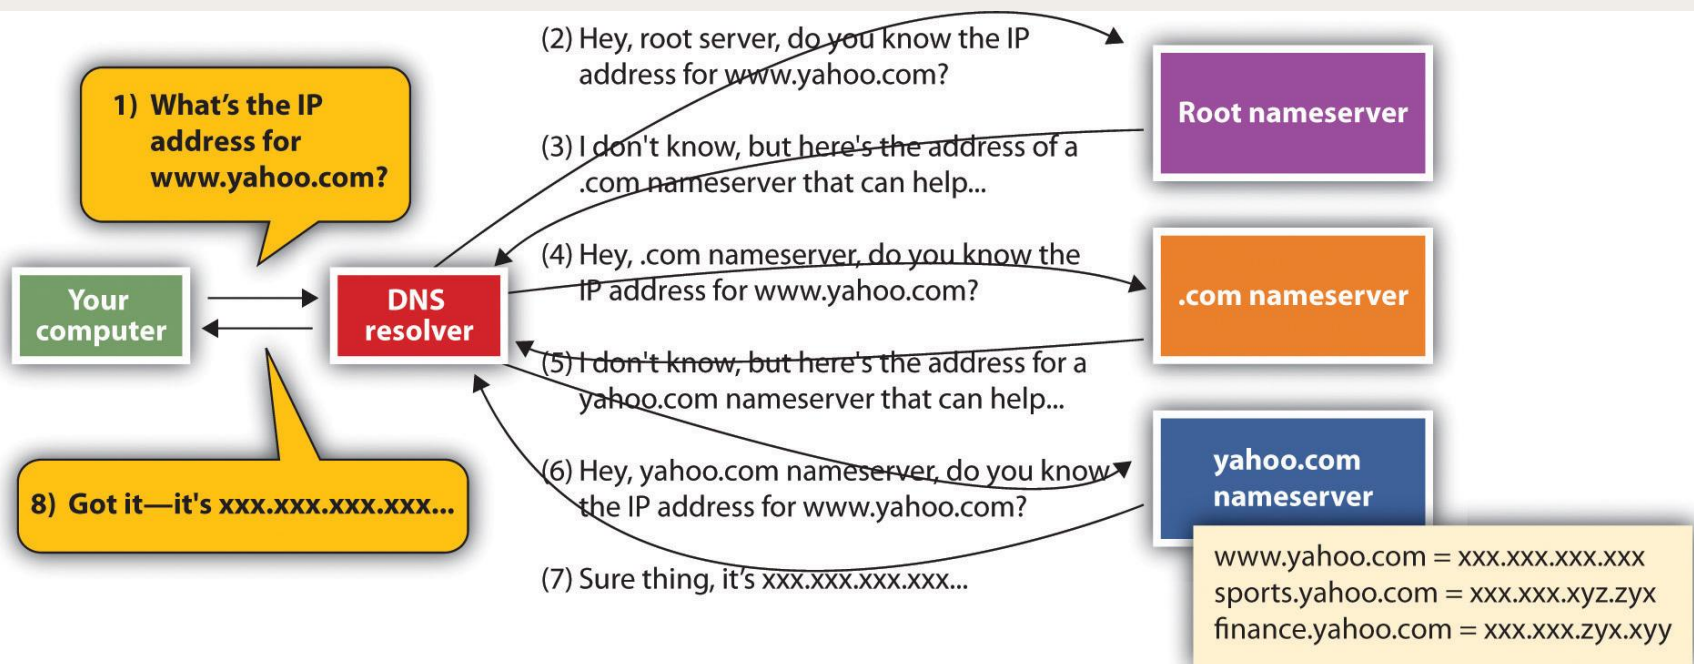 1) What's the IP
address for
www.yahoo.com?
Your
computer
DNS
resolver
(2) Hey, root server, do you know the IP
address for www.yahoo.com?
(3) I don't know, but here's the address of a
.com nameserver that can help...
(4) Hey, .com nameserver, do you know the
IP address for www.yahoo.com?
(5) I don't know, but here's the address for a
yahoo.com nameserver that can help...
(6) Hey, yahoo.com nameserver, do you know
the IP address for www.yahoo.com?
(7) Sure thing, it's xxx.xxx.xxx.xxx...
8) Got it—it's xxx.xxx.xxx.xxx...
Root nameserver
.com nameserver
yahoo.com
nameserver
www.yahoo.com = xxx.xxx.xxx.xxx
sports.yahoo.com = xxx.xxx.xyz.zyx
finance.yahoo.com = xxx.xxx.zyx.xyy